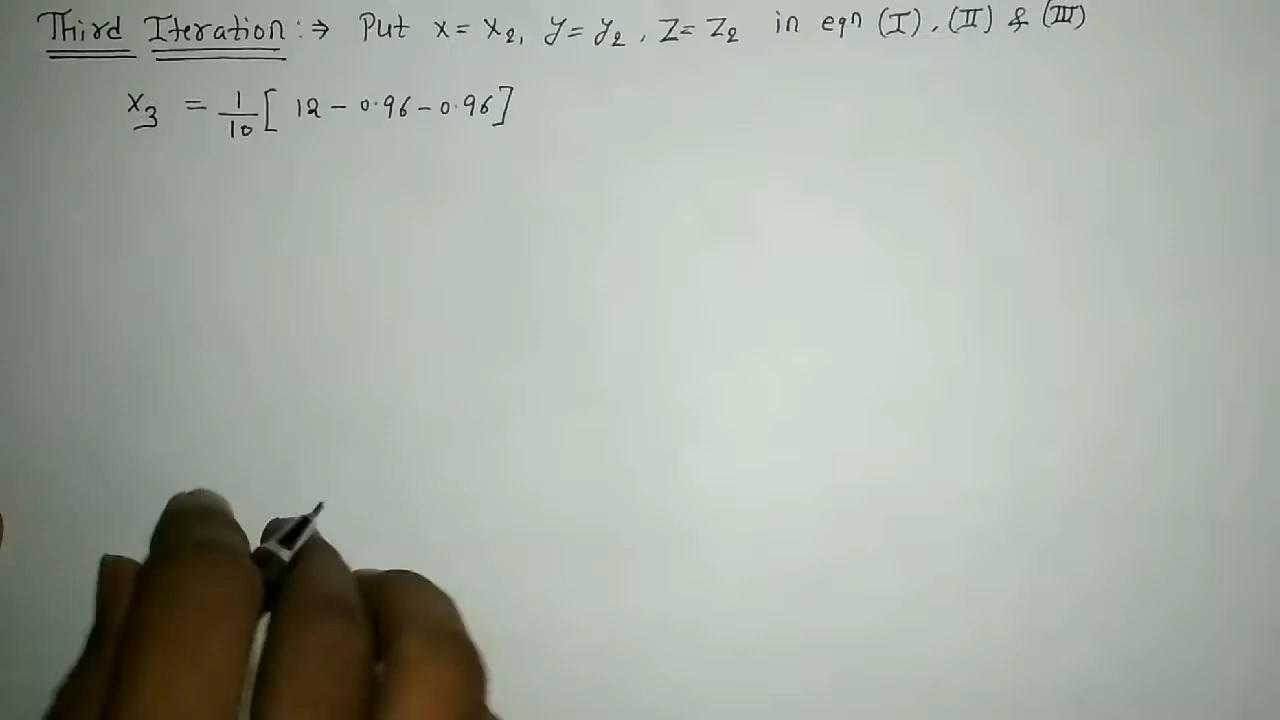 Third Iteration :⇒ Put x = x₂, y = y₂, z = z₂ in eqn (I), (II) & (III)
x₃ = 1/10 [ 12 - 0.96 - 0.96 ]